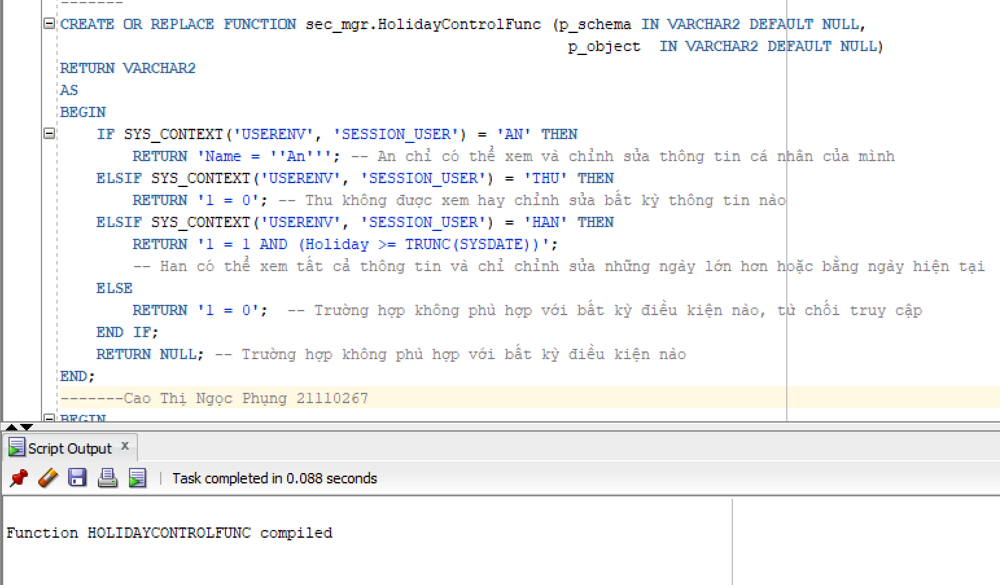 -------
CREATE OR REPLACE FUNCTION sec_mgr.HolidayControlFunc (p_schema IN VARCHAR2 DEFAULT NULL,
p_object  IN VARCHAR2 DEFAULT NULL)
RETURN VARCHAR2
AS
BEGIN
IF SYS_CONTEXT('USERENV', 'SESSION_USER') = 'AN' THEN
RETURN 'Name = ''An'''; -- An chỉ có thể xem và chỉnh sửa thông tin cá nhân của mình
ELSIF SYS_CONTEXT('USERENV', 'SESSION_USER') = 'THU' THEN
RETURN '1 = 0'; -- Thu không được xem hay chỉnh sửa bất kỳ thông tin nào
ELSIF SYS_CONTEXT('USERENV', 'SESSION_USER') = 'HAN' THEN
RETURN '1 = 1 AND (Holiday >= TRUNC(SYSDATE))';
-- Han có thể xem tất cả thông tin và chỉ chỉnh sửa những ngày lớn hơn hoặc bằng ngày hiện tại
ELSE
RETURN '1 = 0';  -- Trường hợp không phù hợp với bất kỳ điều kiện nào, từ chối truy cập
END IF;
RETURN NULL; -- Trường hợp không phù hợp với bất kỳ điều kiện nào
END;
-------Cao Thị Ngọc Phụng 21110267
BEGIN
Script Output x
Task completed in 0.088 seconds
Function HOLIDAYCONTROLFUNC compiled